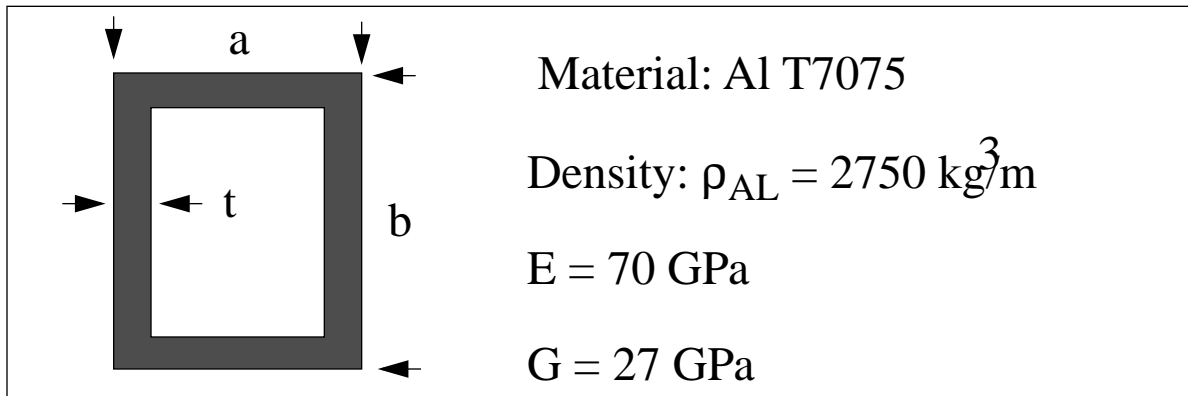 a
t
b
Material: Al T7075
Density: ρAL = 2750 kg/m3
E = 70 GPa
G = 27 GPa